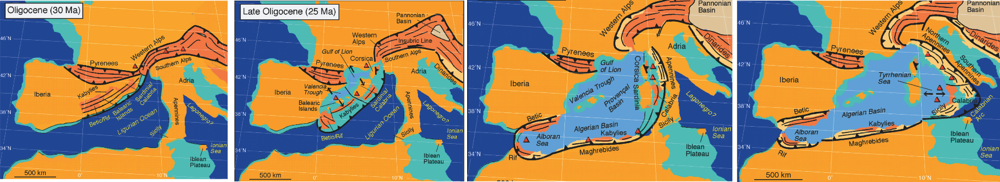 Oligocene (30 Ma)
46°N
42°N
38°N
34°N
Western Alps
Southern Alps
Pyrenees
Adria
Iberia
Kabylies
Sardinia/
Calabria
Balearic
Islands
Betic/Rif
Ligurian Ocean
Apennines
Lagonegro?
Sicily
Ionian
Sea
Iblean
Plateau
500 km
0°
10°N
Late Oligocene (25 Ma)
Pannonian
Basin
46°N
42°N
38°N
34°N
Western
Alps
Insubric Line
Gulf of Lion
Corsica
Southern Alps
Pyrenees
Adria
Dinarides
Valencia
Trough
Iberia
Balearic
Islands
Kabylies
Sardinia/
Calabria
Apennines
Lagonegro?
Betic/Rif
Ligurian Ocean
Sicily
Ionian
Sea
Iblean
Plateau
500 km
0°
10°N
Pannonian
Basin
46°N
42°N
38°N
34°N
Western Alps
Adria
Dinarides
Pyrenees
Gulf
of Lion
Corsica
Sardinia
Apennines
Iberia
Valencia Trough
Provençal
Basin
Lagonegro?
Calabria
Betic
Algerian Basin
Kabylies
Sicily
Alboran
Sea
Ionian
Sea
Maghrebides
Iblean
Plateau
Rif
Pannonian
Basin
46°N
42°N
38°N
34°N
Western Alps
Northern
Apennines
Dinarides
Pyrenees
Southern
Apennines
Iberia
Tyrrhenian
Sea
Calabria
Calabrian
Arc
Sicily
Betic
Algerian Basin
Kabylies
Alboran
Sea
Maghrebides
Iblean
Plateau
Rif
Ionian
Sea
500 km
0°
10°N